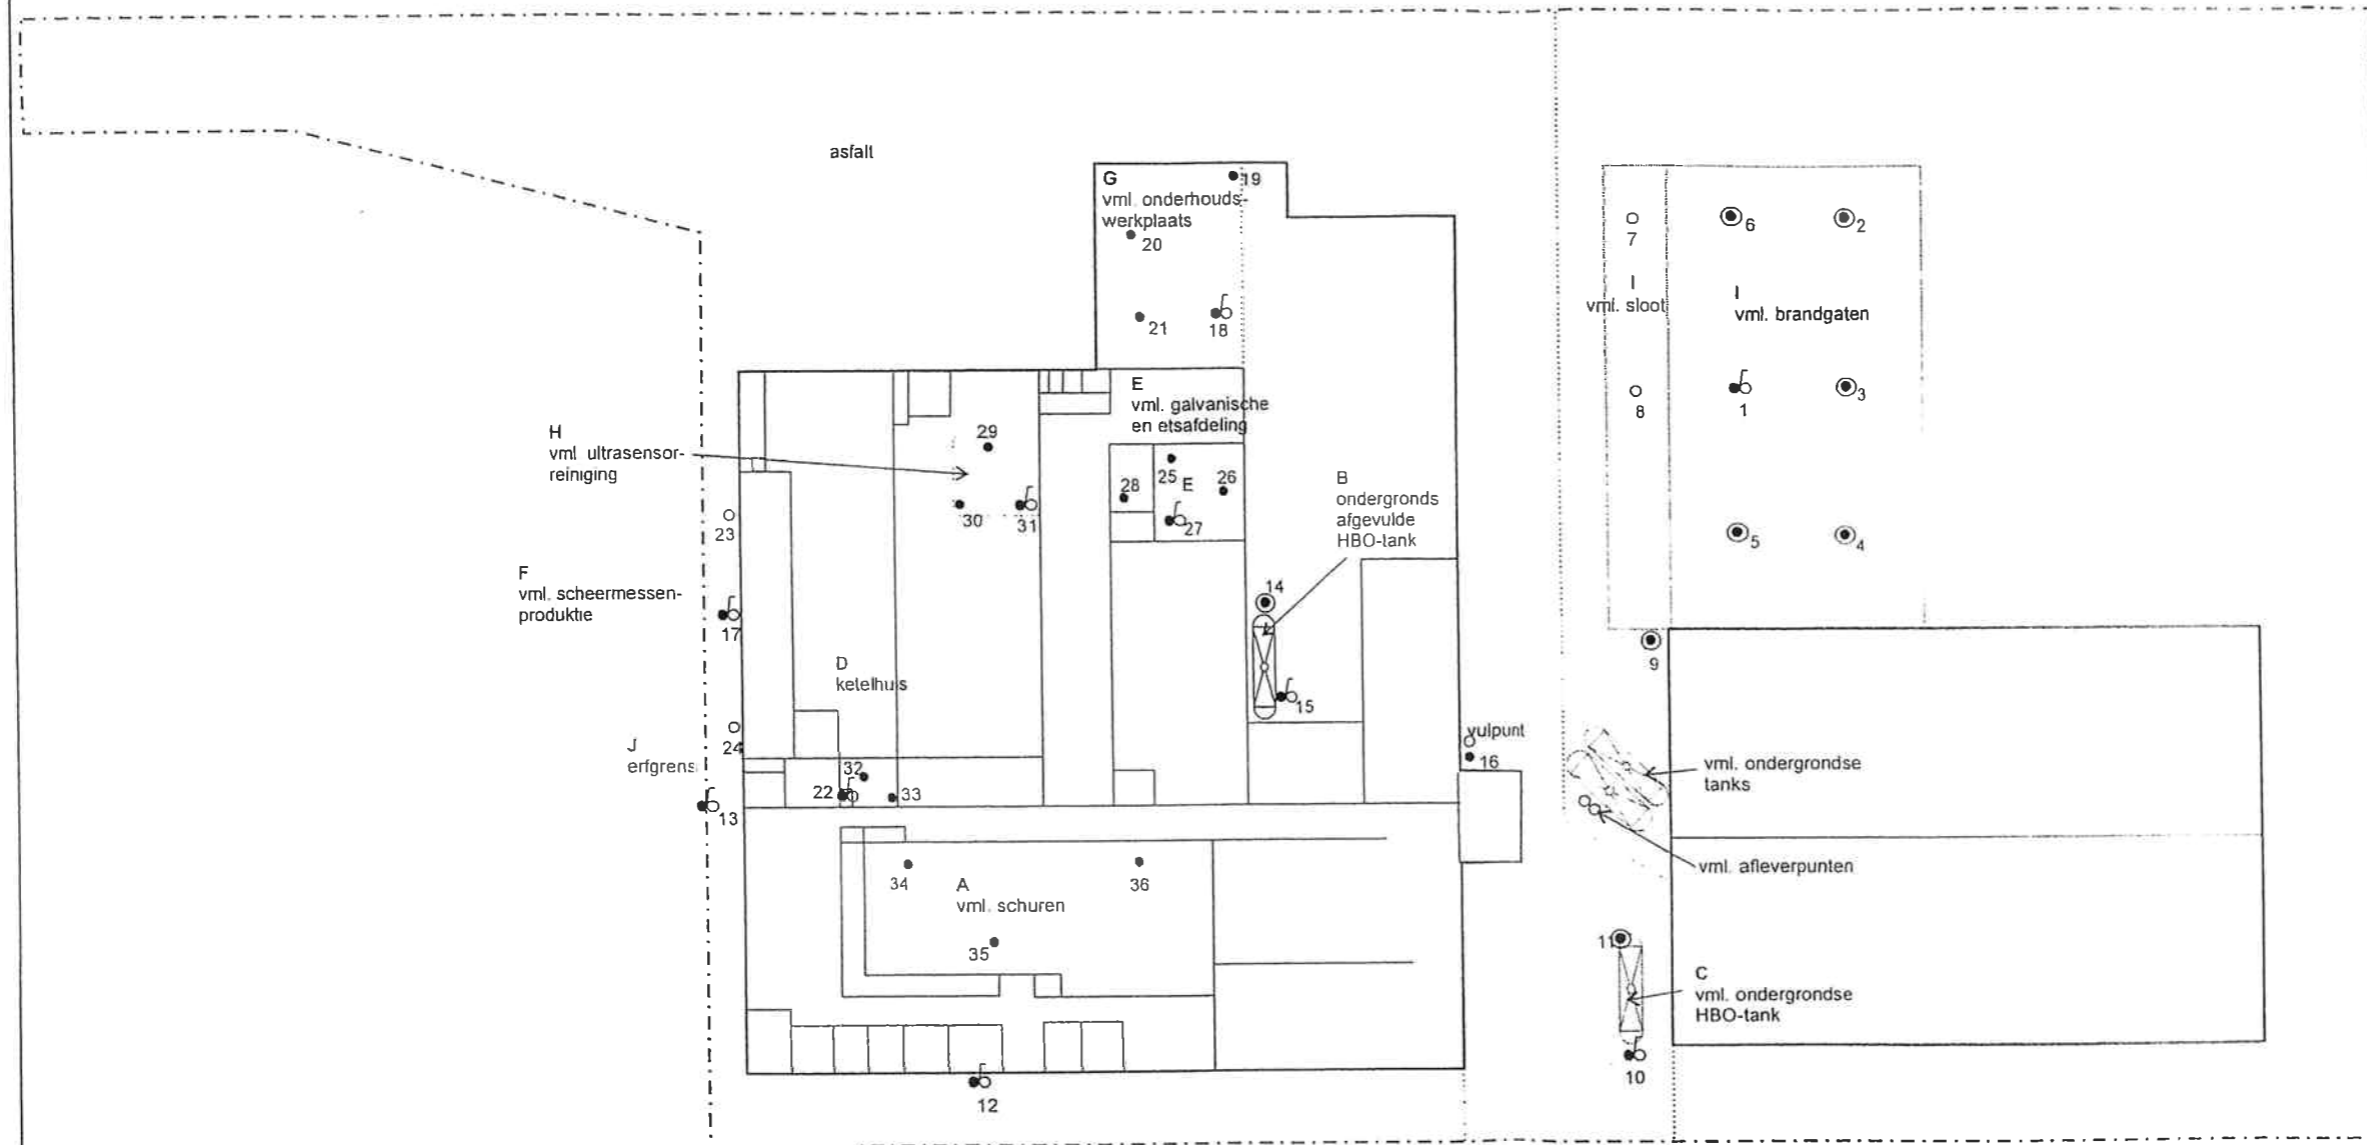 asfalt
G
vml. onderhouds-
werkplaats
19
20
21
18
7
6
2
I
vml. sloot
I
vml. brandgaten
8
1
3
5
4
E
vml. galvanische
en etsafdeling
H
vml. ultrasensor-
reiniging
29
30
31
28
25
E
26
27
B
ondergronds
afgevulde
HBO-tank
23
F
vml. scheermessen-
produktie
17
14
15
9
D
ketelhuis
24
J
erfgrens
13
32
22
33
vulpunt
16
vml. ondergrondse
tanks
vml. afleverpunten
34
A
vml. schuren
36
35
11
C
vml. ondergrondse
HBO-tank
10
12